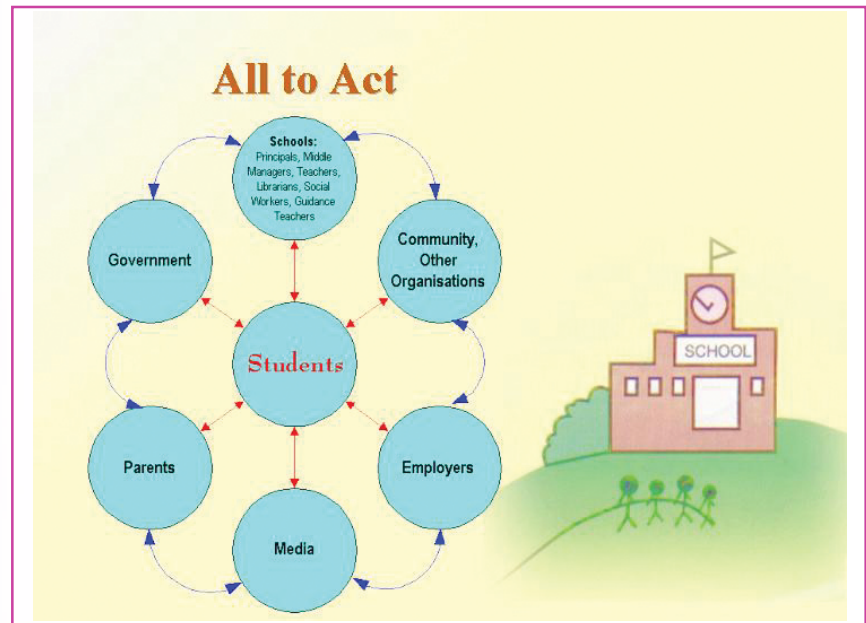 All to Act
Schools:
Principals, Middle
Managers, Teachers,
Librarians, Social
Workers, Guidance
Teachers
Government
Community,
Other
Organisations
Students
SCHOOL
Parents
Employers
Media